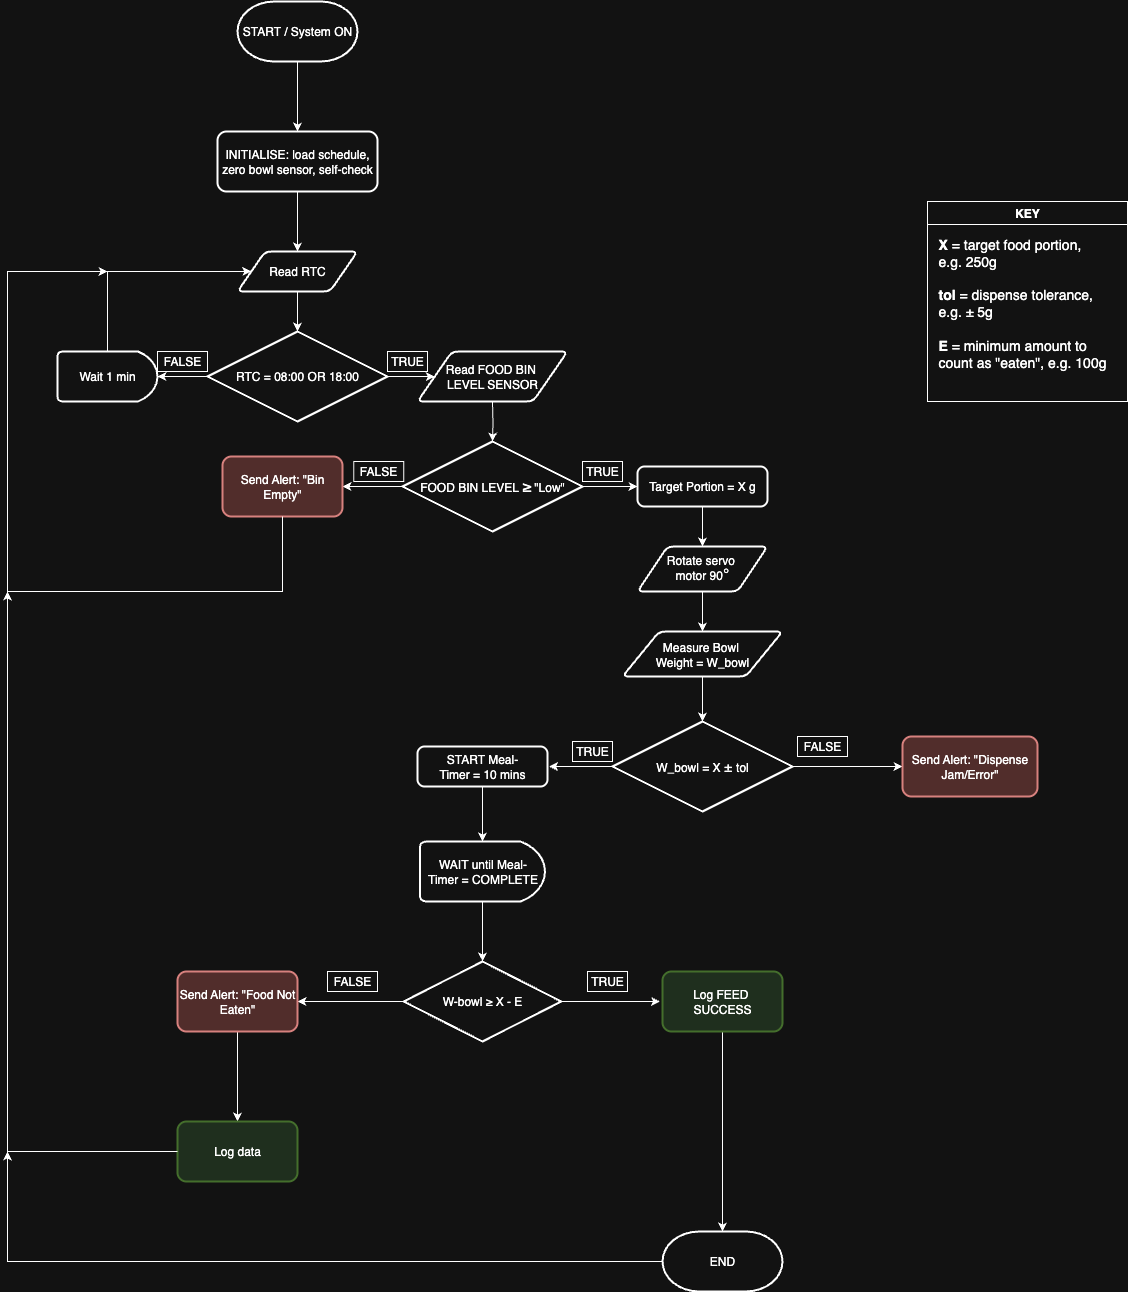 START / System ON
INITIALISE: load schedule,
zero bowl sensor, self-check
KEY
X = target food portion,
e.g. 250g
tol = dispense tolerance,
e.g. ± 5g
E = minimum amount to
count as "eaten", e.g. 100g
Read RTC
FALSE
TRUE
Wait 1 min
RTC = 08:00 OR 18:00
Read FOOD BIN
LEVEL SENSOR
FALSE
TRUE
Send Alert: "Bin
Empty"
FOOD BIN LEVEL ≥ "Low"
Target Portion = X g
Rotate servo
motor 90°
Measure Bowl
Weight = W_bowl
TRUE
FALSE
START Meal-
Timer = 10 mins
W_bowl = X ± tol
Send Alert: "Dispense
Jam/Error"
WAIT until Meal-
Timer = COMPLETE
FALSE
TRUE
Send Alert: "Food Not
Eaten"
W-bowl ≥ X - E
Log FEED
SUCCESS
Log data
END